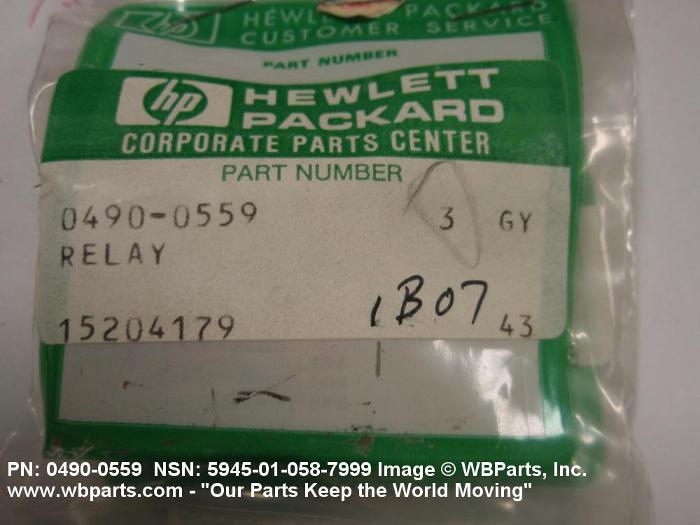 hp HEWLETT PACKARD
CUSTOMER SERVICE
PART NUMBER
hp HEWLETT
PACKARD
CORPORATE PARTS CENTER
PART NUMBER
0490-0559 3 GY
RELAY
1B07
15204179 43
PN: 0490-0559 NSN: 5945-01-058-7999 Image © WBParts, Inc.
www.wbparts.com - "Our Parts Keep the World Moving"